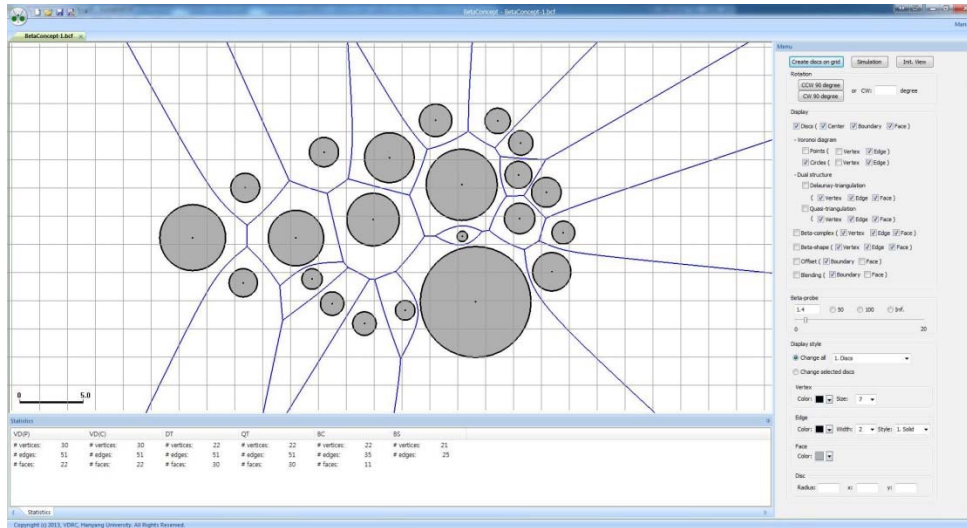 BetaConcept - BetaConcept-1.bcf
BetaConcept-1.bcf
0 5.0
Statistics
VD(P) VD(C) DT QT BC BS
# vertices: 30 # vertices: 30 # vertices: 22 # vertices: 22 # vertices: 22 # vertices: 21
# edges: 51 # edges: 51 # edges: 51 # edges: 51 # edges: 35 # edges: 25
# faces: 22 # faces: 22 # faces: 30 # faces: 30 # faces: 11
Statistics
Copyright (c) 2013, VDRC, Hanyang University. All Rights Reserved.
Menu
Create discs on grid Simulation Init. View
Rotation
CCW 90 degree
CW 90 degree
or CW: degree
Display
Discs ( Center Boundary Face )
- Voronoi diagram
Points ( Vertex Edge )
Circles ( Vertex Edge )
- Dual structure
Delaunay-triangulation
( Vertex Edge Face )
Quasi-triangulation
( Vertex Edge Face )
Beta-complex ( Vertex Edge Face )
Beta-shape ( Vertex Edge Face )
Offset ( Boundary Face )
Blending ( Boundary Face )
Beta-probe
1.4 50 100 Inf.
0 20
Display style
Change all 1. Discs
Change selected discs
Vertex
Color: Size: 7
Edge
Color: Width: 2 Style: 1. Solid
Face
Color:
Disc
Radius: x: y: